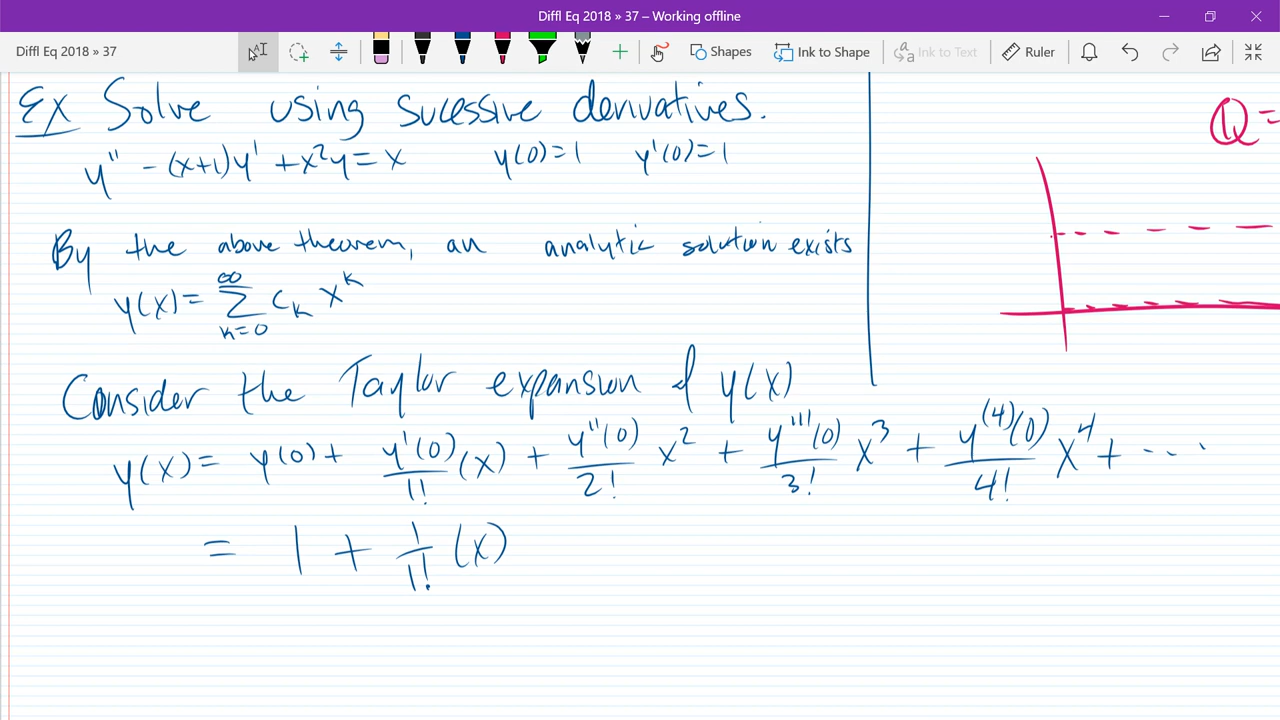 Diffl Eq 2018 » 37 – Working offline
Diffl Eq 2018 » 37
Shapes
Ink to Shape
Ink to Text
Ruler
Ex Solve using sucessive derivatives.
y'' - (x+1)y' + x²y = x y(0)=1 y'(0)=1
Q =
By the above theorem, an analytic solution exists
y(x) = ∑_{k=0}^{∞} c_k x^k
Consider the Taylor expansion of y(x)
y(x) = y(0) + y'(0)/1! (x) + y''(0)/2! x² + y'''(0)/3! x³ + y^(4)(0)/4! x⁴ + ...
= 1 + 1/1! (x)